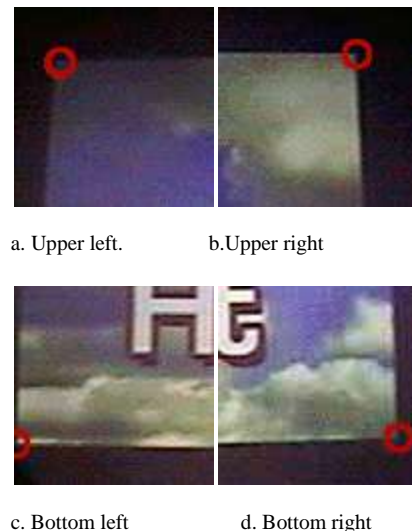 a. Upper left.
b.Upper right
c. Bottom left
d. Bottom right